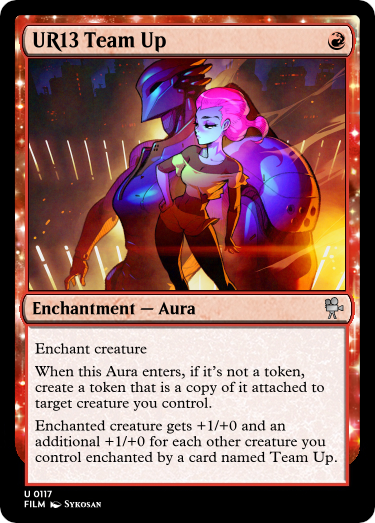 UR13 Team Up
Enchantment — Aura
Enchant creature
When this Aura enters, if it's not a token,
create a token that is a copy of it attached to
target creature you control.
Enchanted creature gets +1/+0 and an
additional +1/+0 for each other creature you
control enchanted by a card named Team Up.
U 0117
FILM SYKOSAN